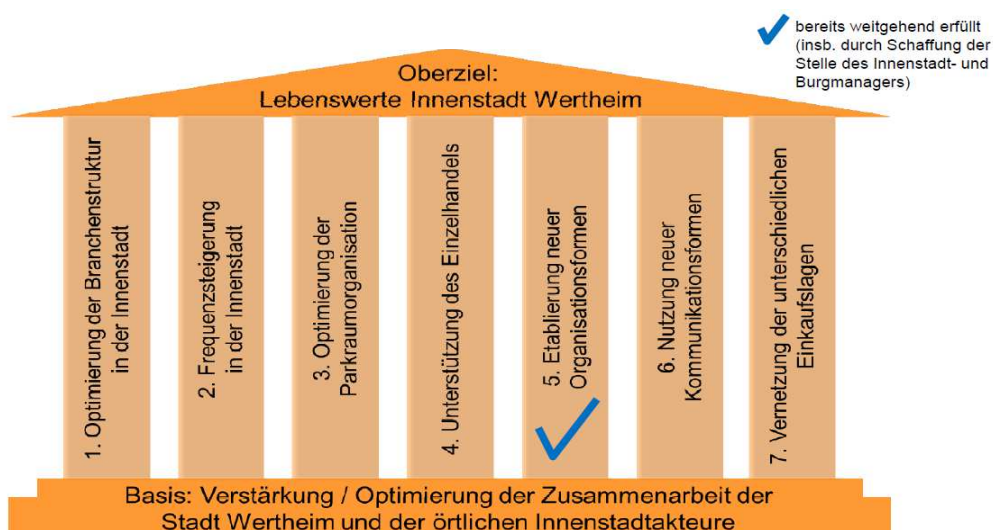 bereits weitgehend erfüllt
(insb. durch Schaffung der
Stelle des Innenstadt- und
Burgmanagers)
Oberziel:
Lebenswerte Innenstadt Wertheim
1. Optimierung der Branchenstruktur
in der Innenstadt
2. Frequenzsteigerung
in der Innenstadt
3. Optimierung der
Parkraumorganisation
4. Unterstützung des Einzelhandels
5. Etablierung neuer
Organisationsformen
6. Nutzung neuer
Kommunikationsformen
7. Vernetzung der unterschiedlichen
Einkaufslagen
Basis: Verstärkung / Optimierung der Zusammenarbeit der
Stadt Wertheim und der örtlichen Innenstadtakteure